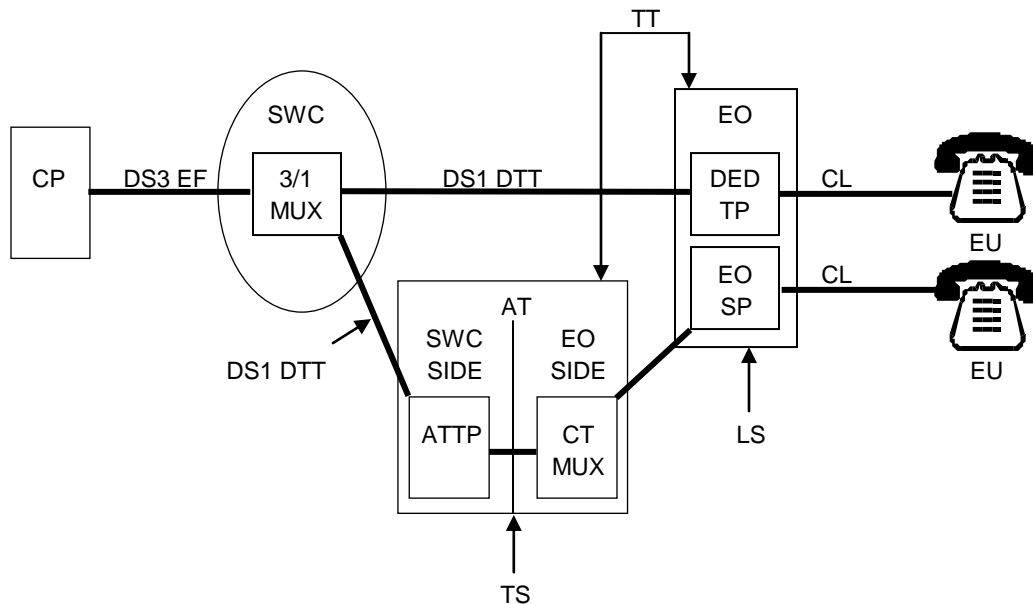 TT
SWC
EO
CP
DS3 EF
3/1
MUX
DS1 DTT
DED
TP
CL
EU
EO
SP
CL
EU
AT
SWC
SIDE
EO
SIDE
DS1 DTT
ATTP
CT
MUX
LS
TS